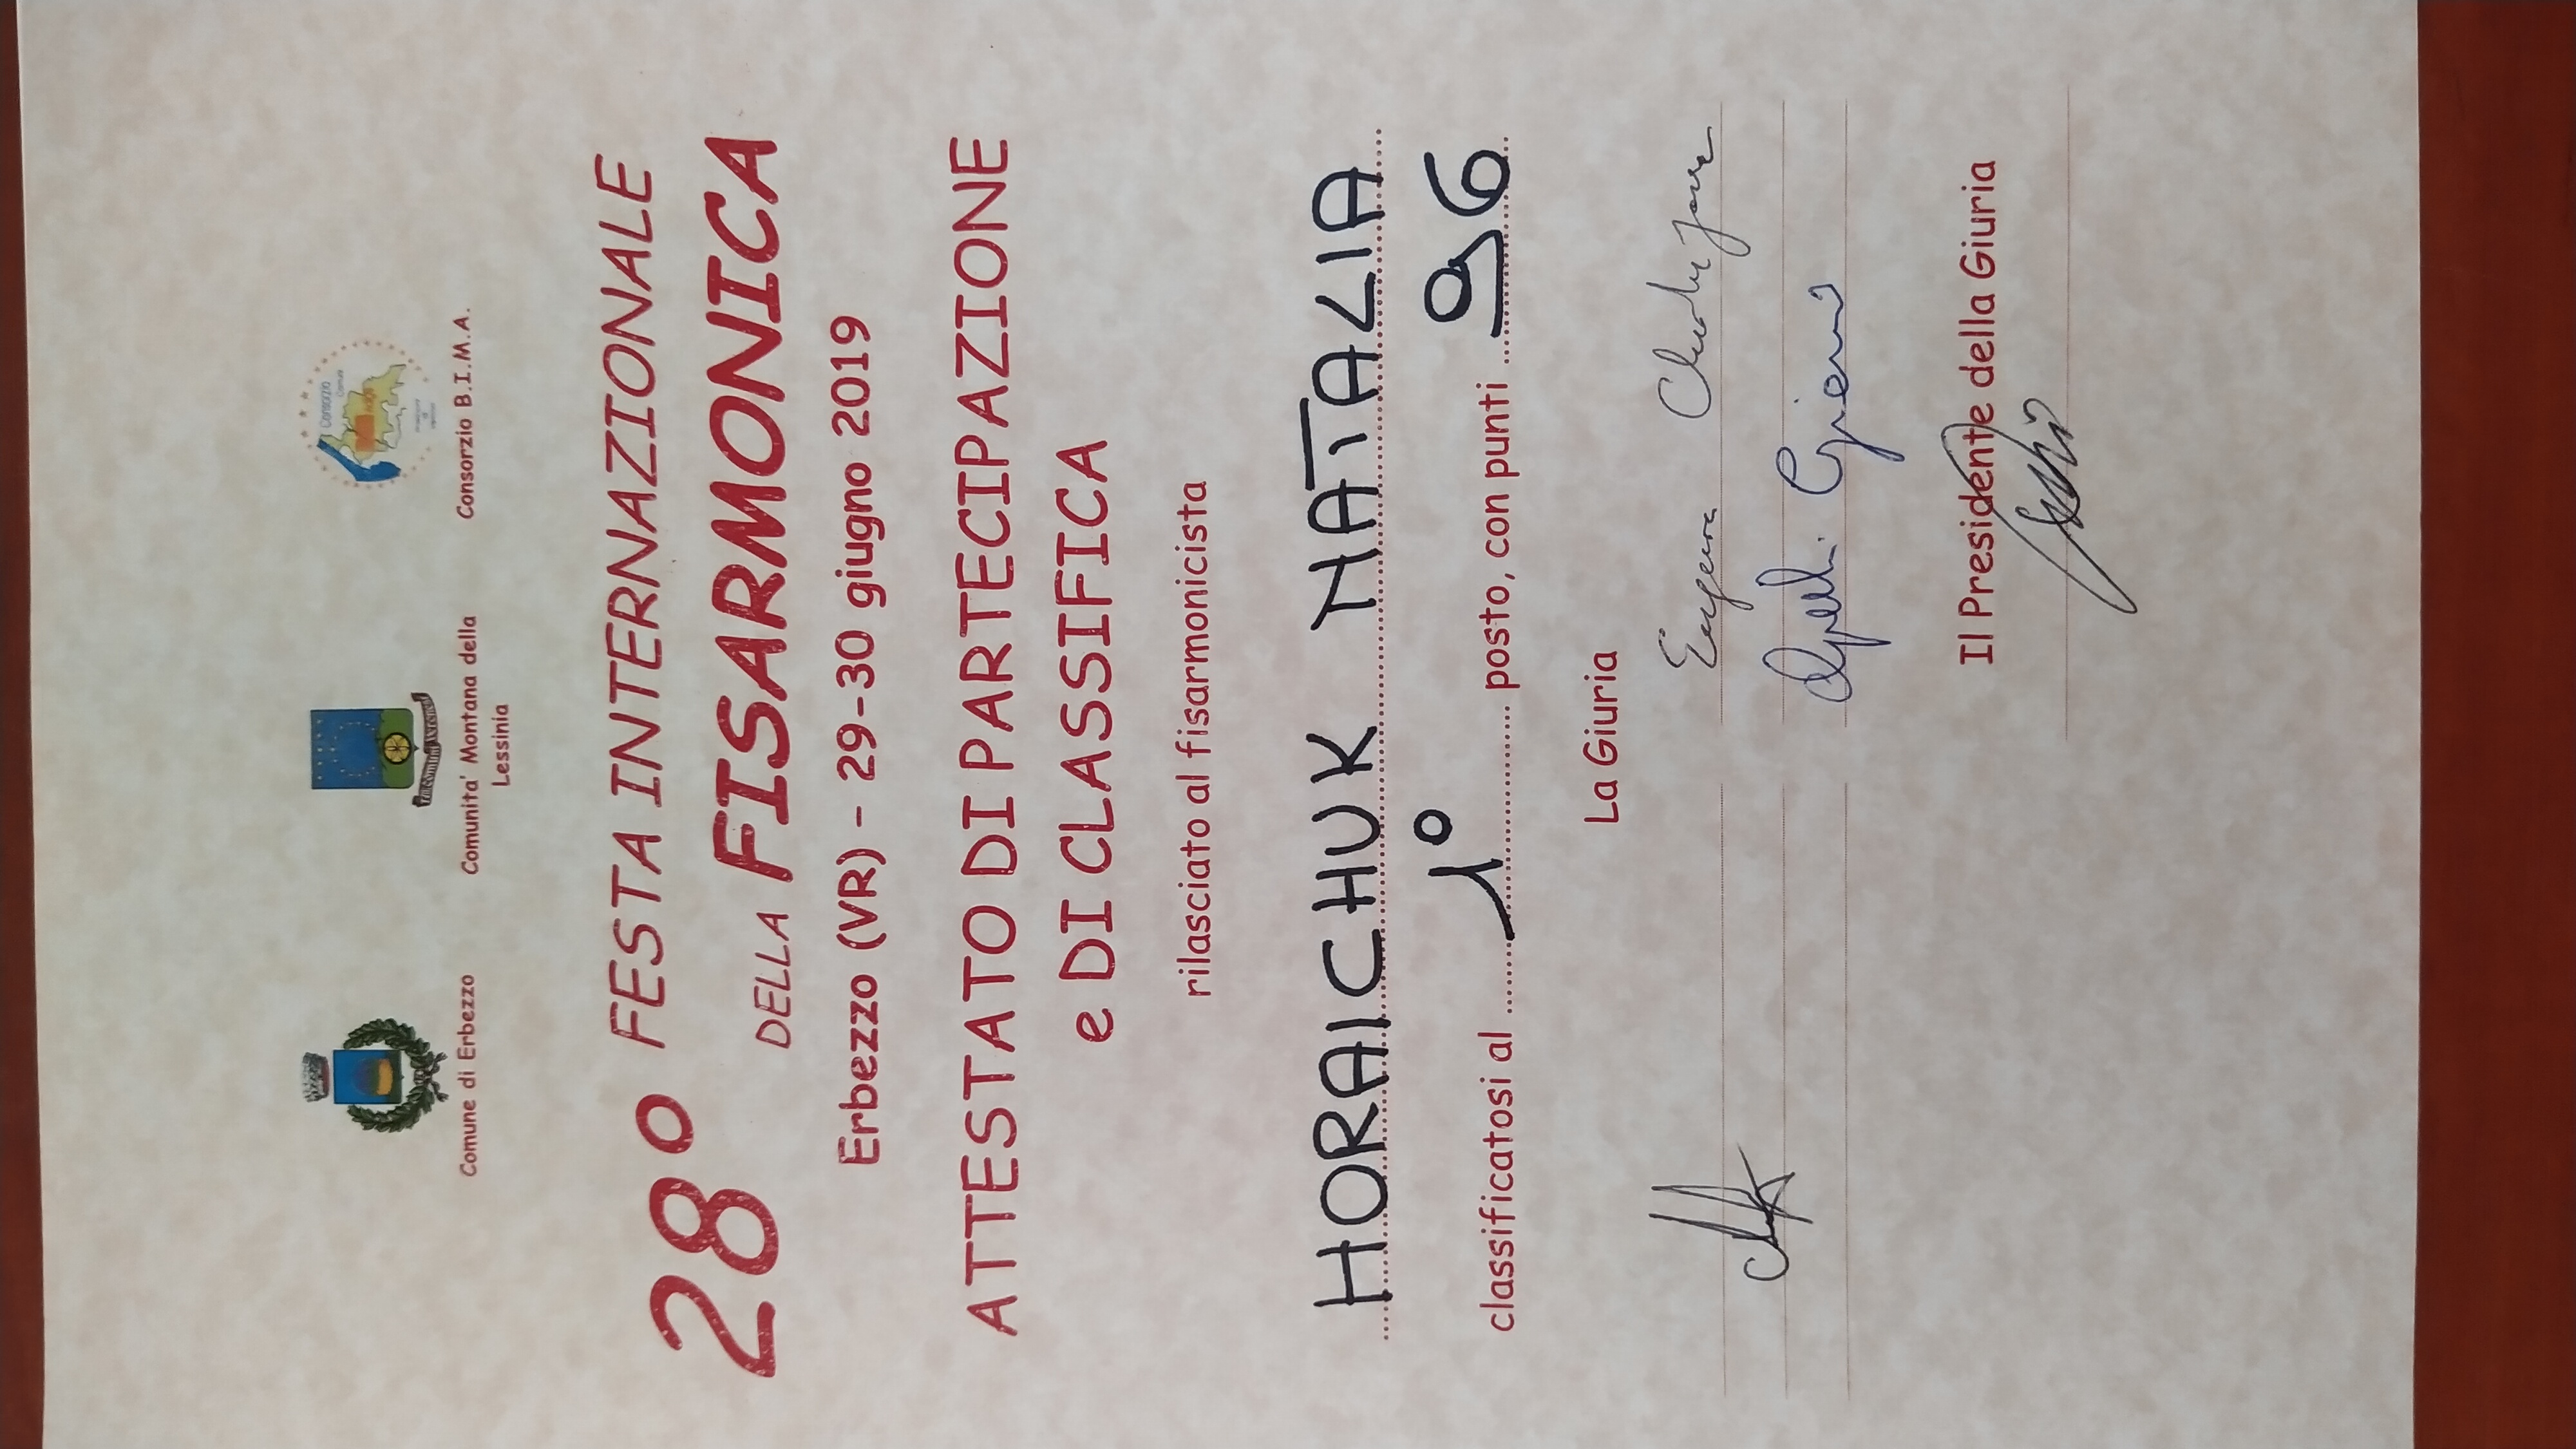 Comune di Erbezzo
Comunita' Montana della
Lessinia
Consorzio B.I.M.A.
28° FESTA INTERNAZIONALE
DELLA FISARMONICA
Erbezzo (VR) - 29-30 giugno 2019
ATTESTATO DI PARTECIPAZIONE
e DI CLASSIFICA
rilasciato al fisarmonicista
HORAICHUK NATALIA
classificatosi al 1° posto, con punti 96
La Giuria
Il Presidente della Giuria